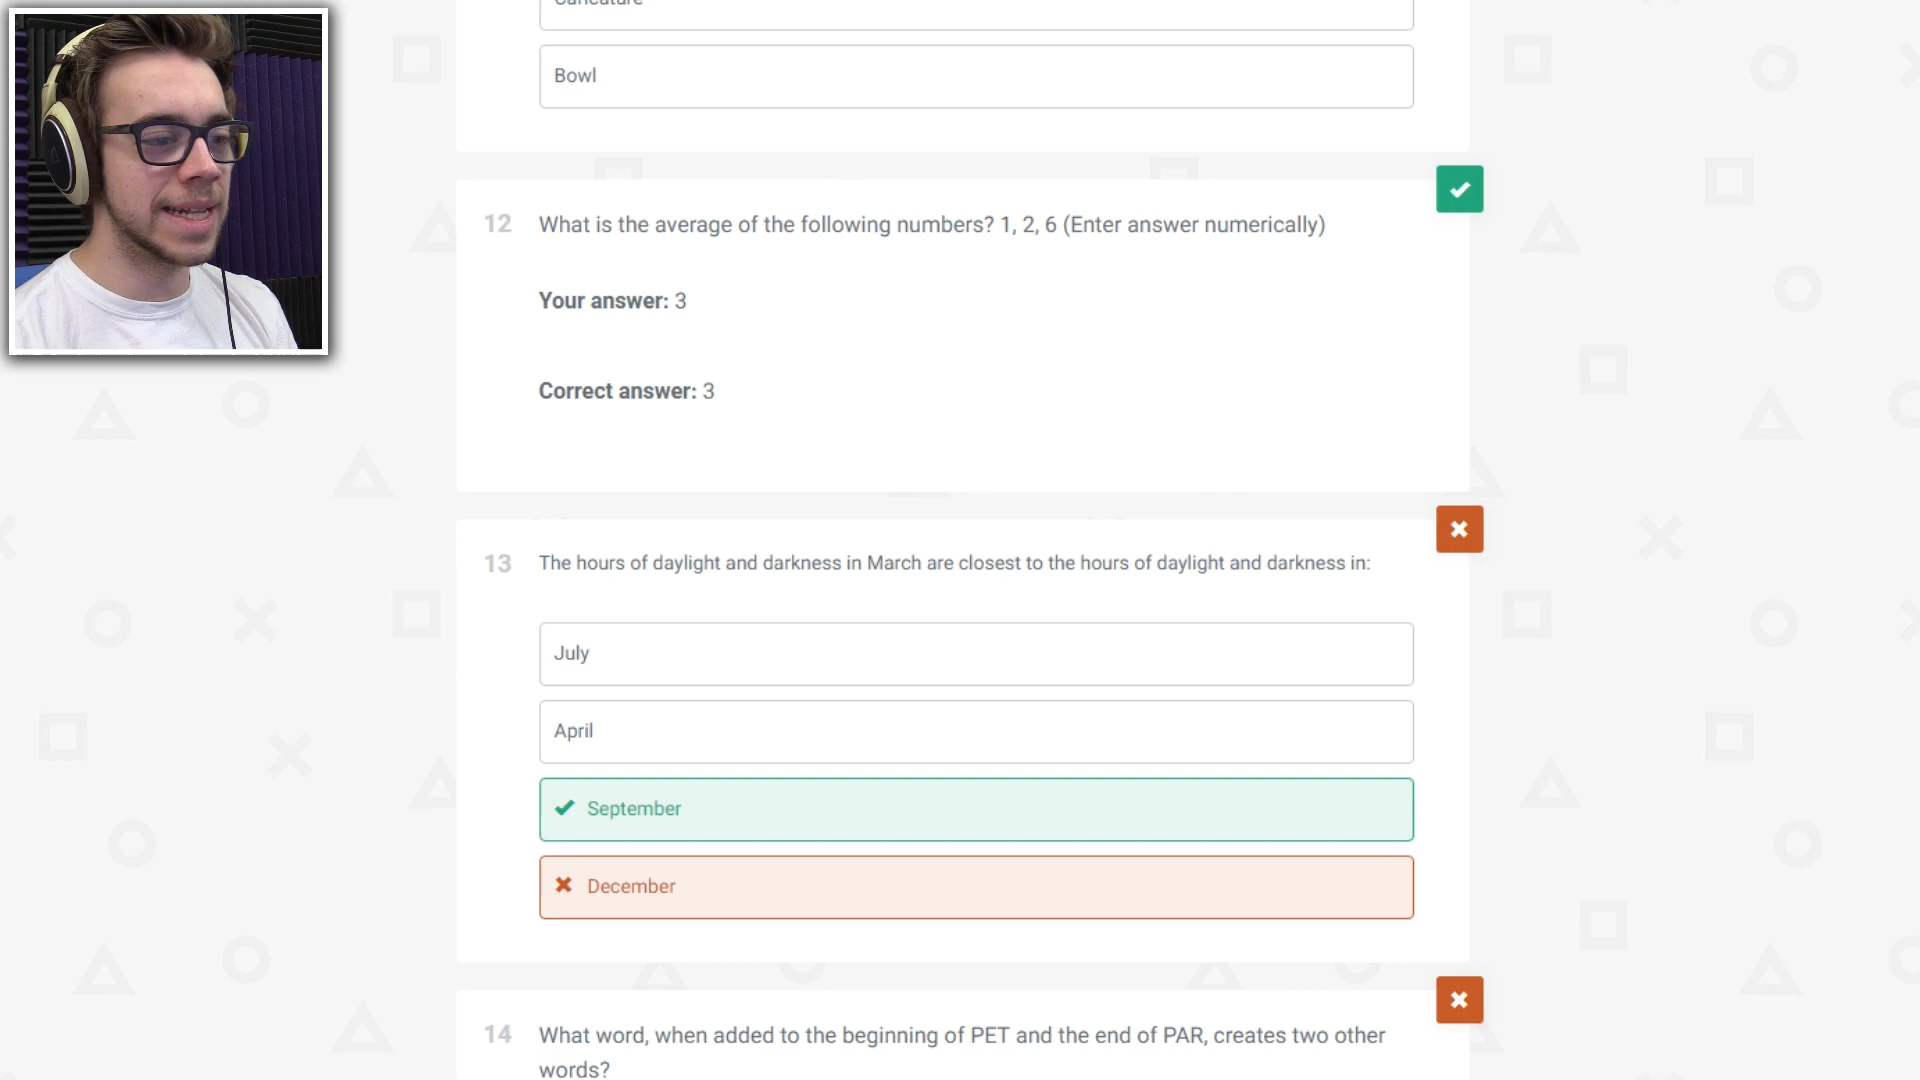 Caricature
Bowl
12 What is the average of the following numbers? 1, 2, 6 (Enter answer numerically)
Your answer: 3
Correct answer: 3
13 The hours of daylight and darkness in March are closest to the hours of daylight and darkness in:
July
April
September
December
14 What word, when added to the beginning of PET and the end of PAR, creates two other
words?